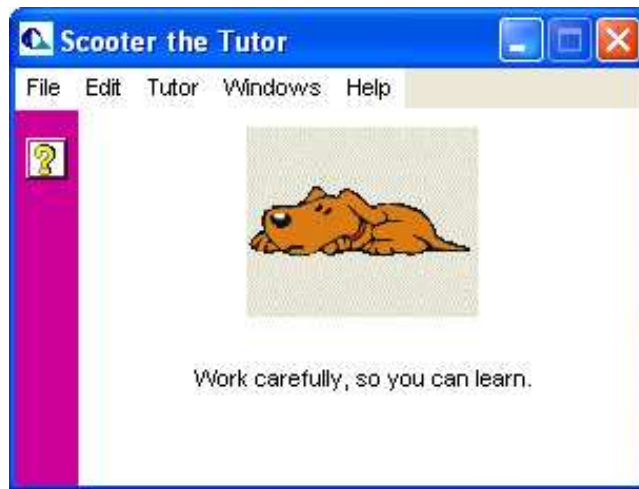 Scooter the Tutor
File Edit Tutor Windows Help
?
Work carefully, so you can learn.